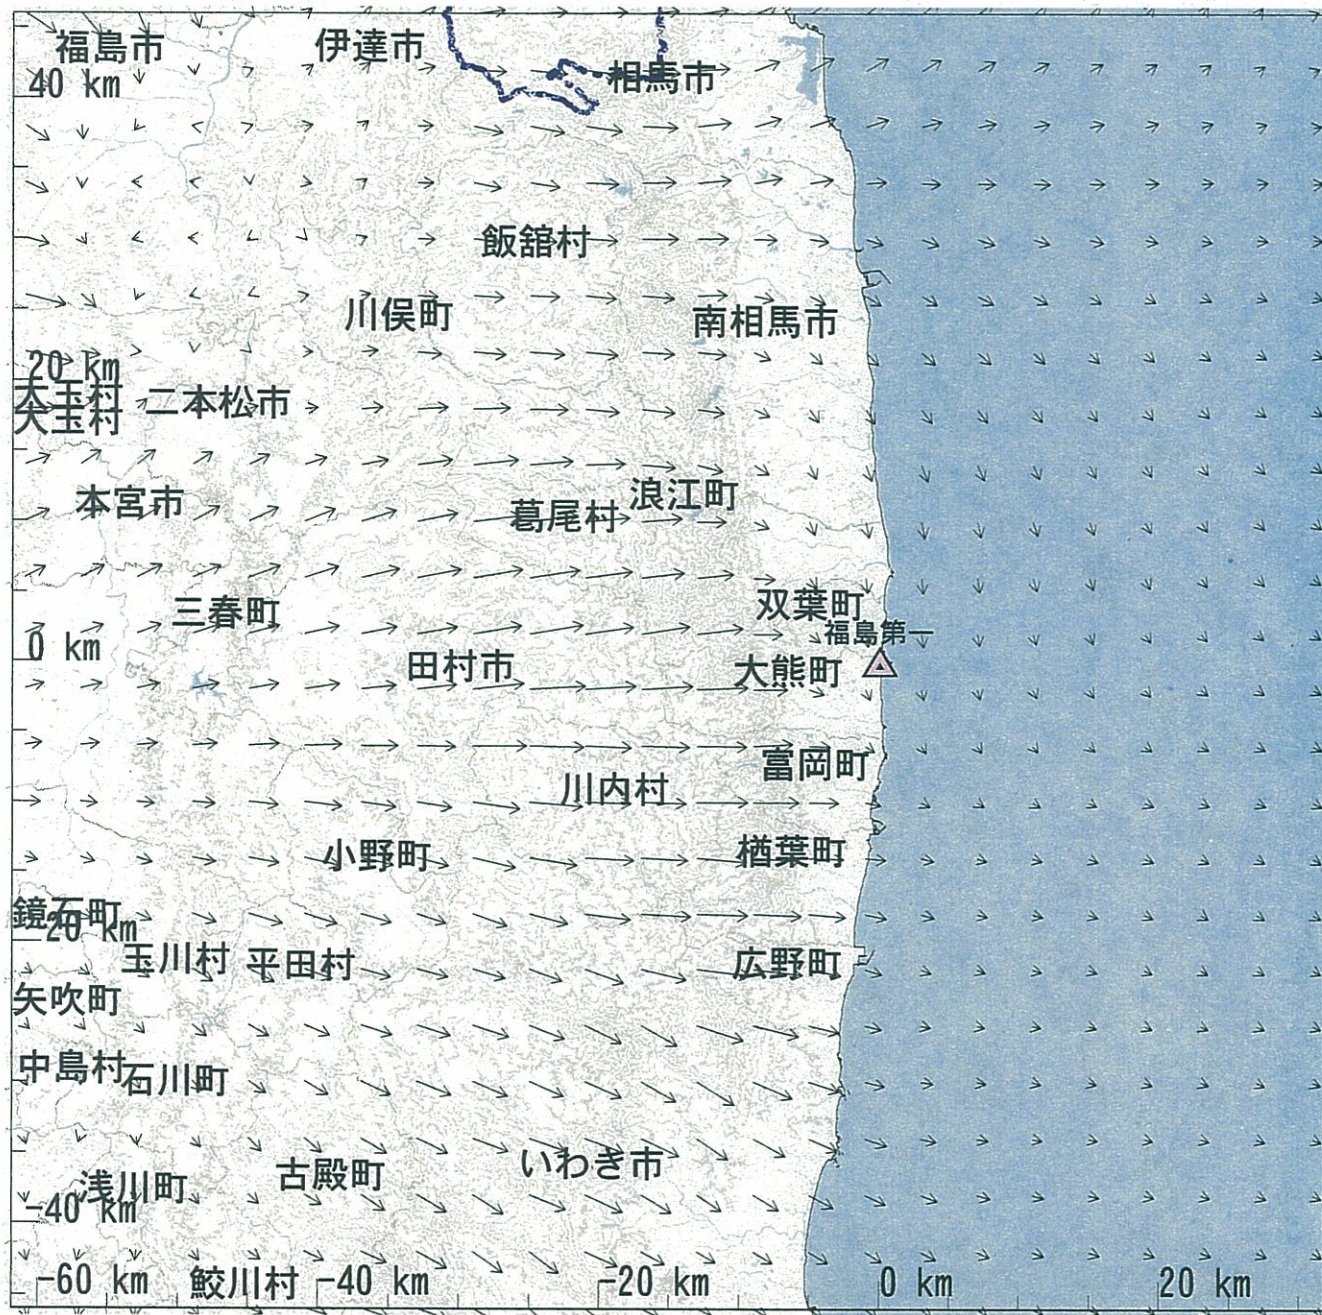 福島市
伊達市
相馬市
40 km
飯舘村
川俣町
南相馬市
20 km
大玉村
二本松市
大玉村
本宮市
葛尾村
浪江町
双葉町
三春町
福島第一
0 km
田村市
大熊町
富岡町
川内村
小野町
楢葉町
鏡石町
-20 km
玉川村
平田村
広野町
矢吹町
中島村
石川町
いわき市
古殿町
浅川町
-40 km
-60 km
鮫川村
-40 km
-20 km
0 km
20 km